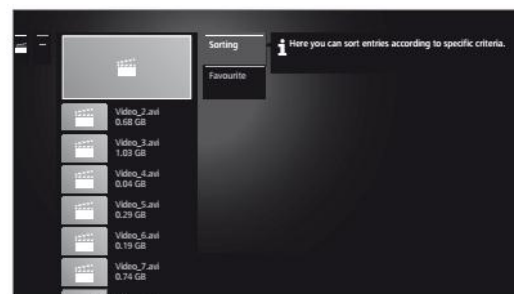 Sorting
Here you can sort entries according to specific criteria.
Favourite
Video_2.avi
0.68 GB
Video_3.avi
1.03 GB
Video_4.avi
0.04 GB
Video_5.avi
0.29 GB
Video_6.avi
0.19 GB
Video_7.avi
0.74 GB